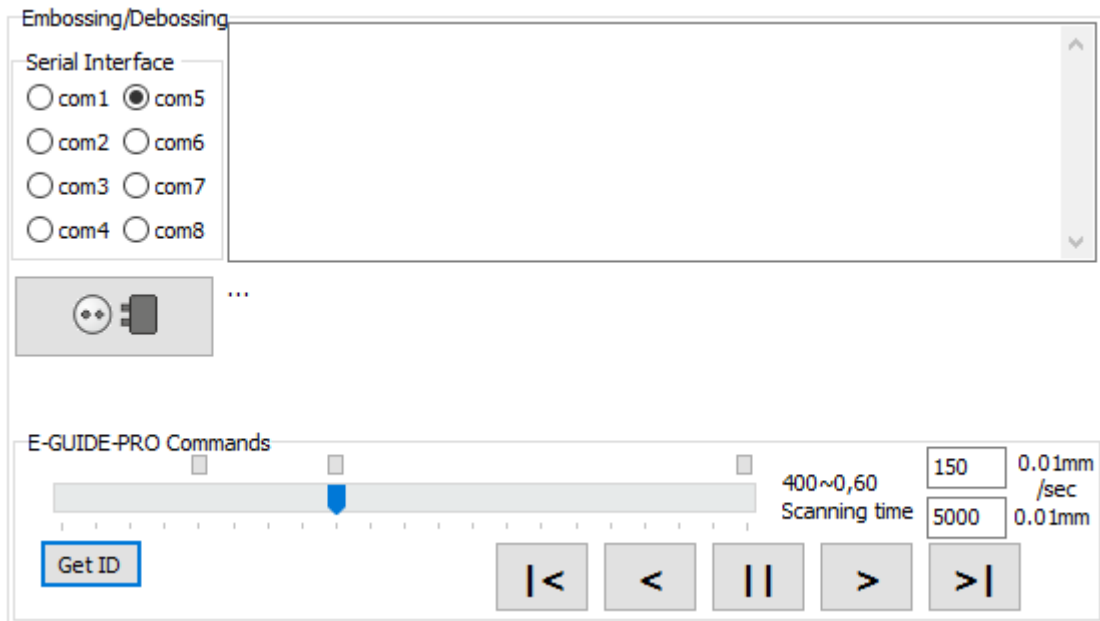 Embossing/Debossing
Serial Interface
com1 com5
com2 com6
com3 com7
com4 com8
...
E-GUIDE-PRO Commands
400~0,60
Scanning time
150
0.01mm
/sec
5000
0.01mm
Get ID
|<
<
||
>
>|